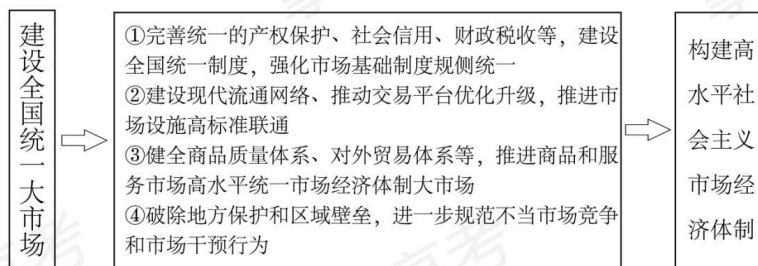 建设全国统一大市场
①完善统一的产权保护、社会信用、财政税收等，建设
全国统一制度，强化市场基础制度规侧统一
②建设现代流通网络、推动交易平台优化升级，推进市
场设施高标准联通
③健全商品质量体系、对外贸易体系等，推进商品和服
务市场高水平统一市场经济体制大市场
④破除地方保护和区域壁垒，进一步规范不当市场竞争
和市场干预行为
构建高
水平社
会主义
市场经
济体制